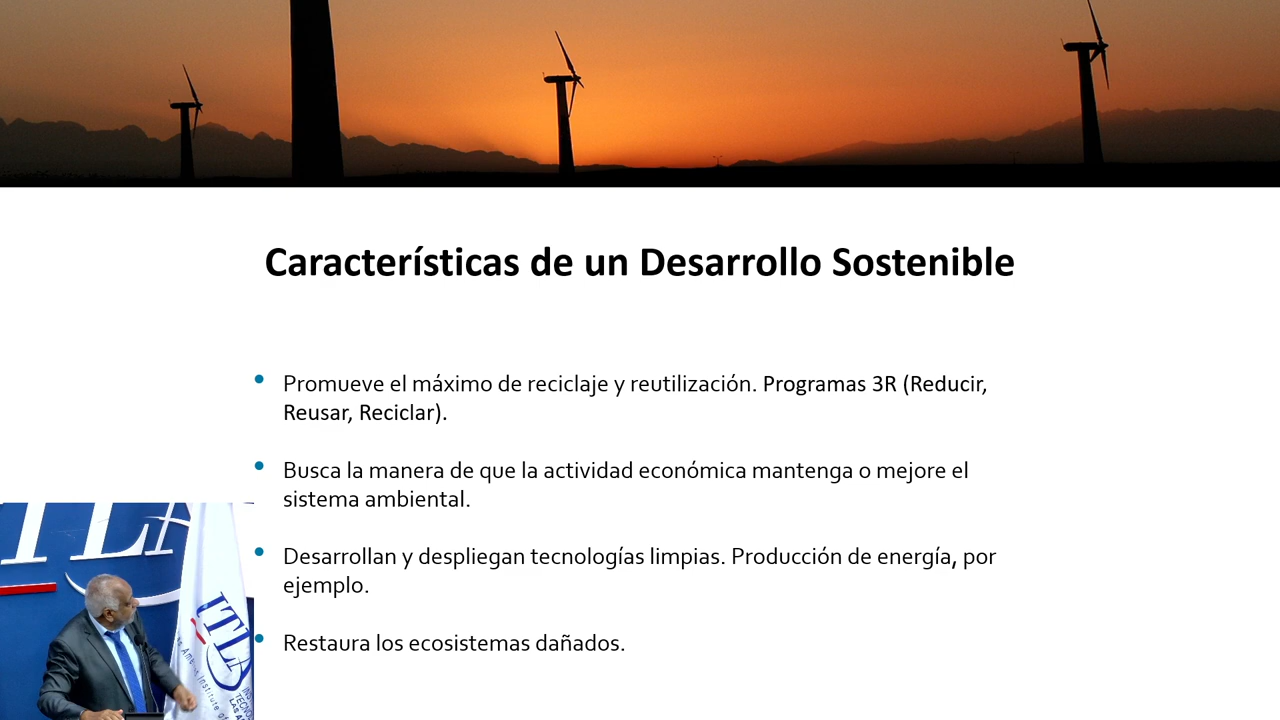 Características de un Desarrollo Sostenible
• Promueve el máximo de reciclaje y reutilización. Programas 3R (Reducir,
Reusar, Reciclar).
• Busca la manera de que la actividad económica mantenga o mejore el
sistema ambiental.
• Desarrollan y despliegan tecnologías limpias. Producción de energía, por
ejemplo.
• Restaura los ecosistemas dañados.
ITLA
ITLA